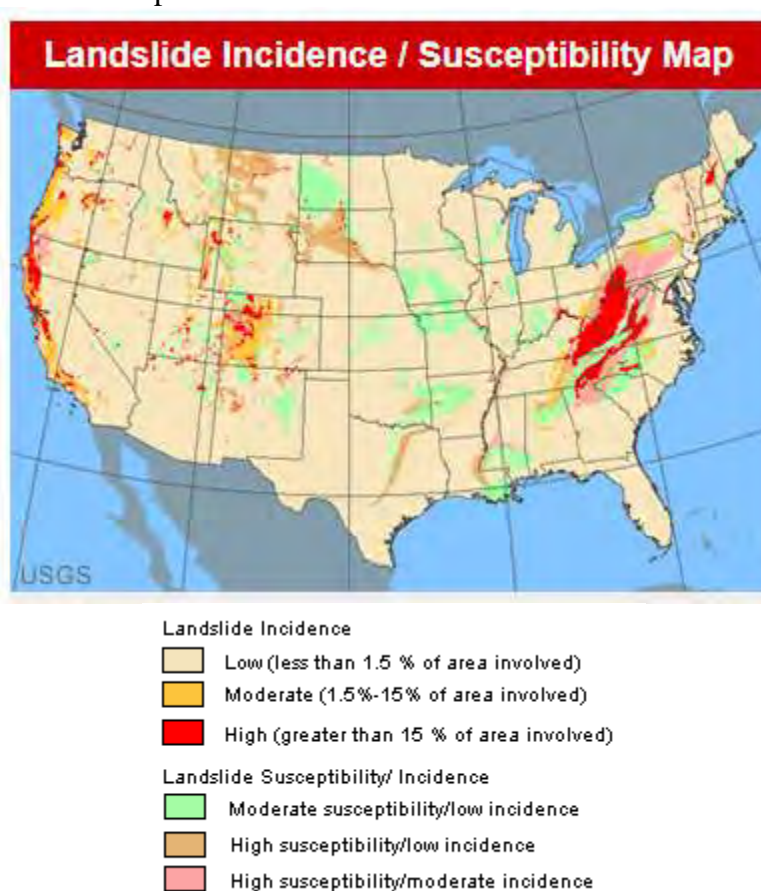 Landslide Incidence / Susceptibility Map
USGS
Landslide Incidence
Low (less than 1.5 % of area involved)
Moderate (1.5%-15% of area involved)
High (greater than 15 % of area involved)
Landslide Susceptibility/ Incidence
Moderate susceptibility/low incidence
High susceptibility/low incidence
High susceptibility/moderate incidence